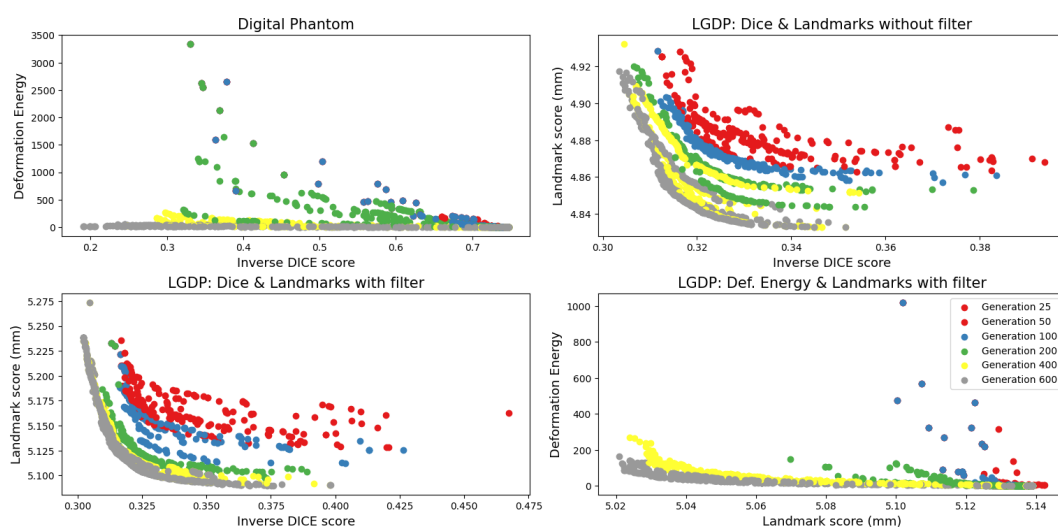 Digital Phantom
3500
3000
2500
2000
1500
1000
500
0
Deformation Energy
0.2 0.3 0.4 0.5 0.6 0.7
Inverse DICE score
LGDP: Dice & Landmarks without filter
4.92
4.90
4.88
4.86
4.84
Landmark score (mm)
0.30 0.32 0.34 0.36 0.38
Inverse DICE score
LGDP: Dice & Landmarks with filter
5.275
5.250
5.225
5.200
5.175
5.150
5.125
5.100
Landmark score (mm)
0.300 0.325 0.350 0.375 0.400 0.425 0.450 0.475
Inverse DICE score
LGDP: Def. Energy & Landmarks with filter
1000
800
600
400
200
0
Deformation Energy
Generation 25
Generation 50
Generation 100
Generation 200
Generation 400
Generation 600
5.02 5.04 5.06 5.08 5.10 5.12 5.14
Landmark score (mm)